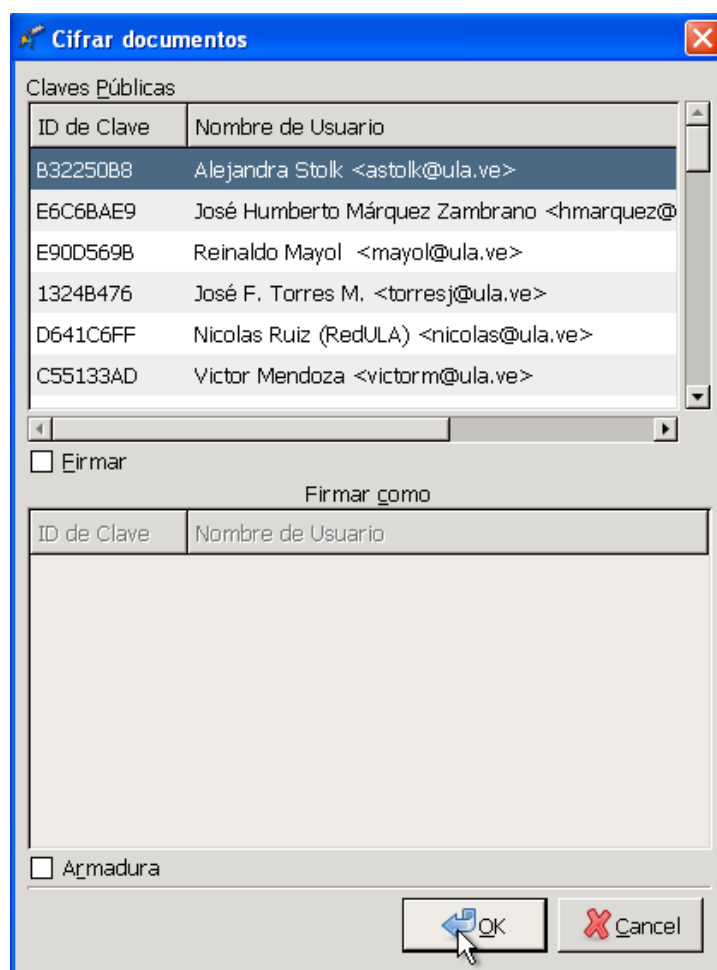 Cifrar documentos
Claves Públicas
ID de Clave Nombre de Usuario
B32250B8 Alejandra Stolk <astolk@ula.ve>
E6C6BAE9 José Humberto Márquez Zambrano <hmarquez@
E90D569B Reinaldo Mayol <mayol@ula.ve>
1324B476 José F. Torres M. <torresj@ula.ve>
D641C6FF Nicolas Ruiz (RedULA) <nicolas@ula.ve>
C55133AD Victor Mendoza <victorm@ula.ve>
Firmar
Firmar como
ID de Clave Nombre de Usuario
Armadura
OK Cancel